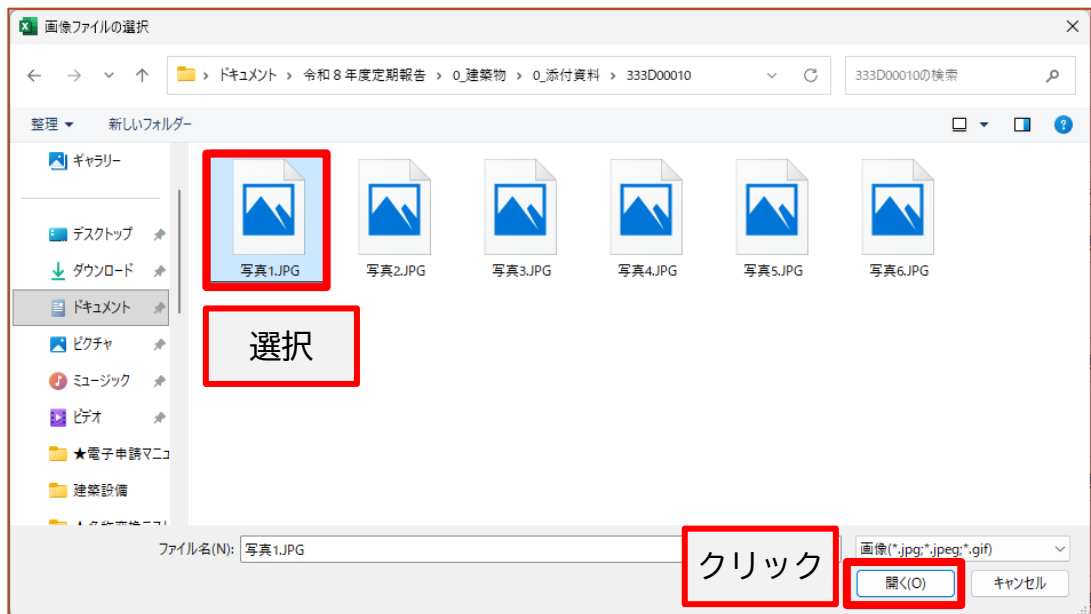 画像ファイルの選択
ドキュメント › 令和８年度定期報告 › 0_建築物 › 0_添付資料 › 333D00010
333D00010の検索
整理
新しいフォルダー
ギャラリー
デスクトップ
ダウンロード
ドキュメント
ピクチャ
ミュージック
ビデオ
★電子申請マニュ
建築設備
写真1.JPG
写真2.JPG
写真3.JPG
写真4.JPG
写真5.JPG
写真6.JPG
選択
ファイル名(N):
写真1.JPG
クリック
画像(*.jpg;*.jpeg;*.gif)
開く(O)
キャンセル